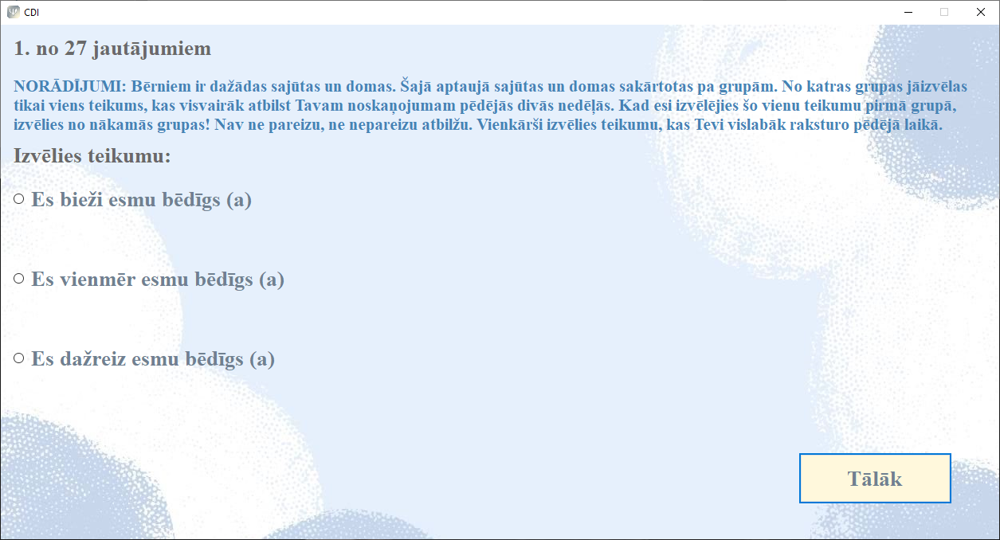 CDI
1. no 27 jautājumiem
NORĀDĪJUMI: Bērniem ir dažādas sajūtas un domas. Šajā aptaujā sajūtas un domas sakārtotas pa grupām. No katras grupas jāizvēlas
tikai viens teikums, kas visvairāk atbilst Tavam noskaņojumam pēdējās divās nedēļās. Kad esi izvēlējies šo vienu teikumu pirmā grupā,
izvēlies no nākamās grupas! Nav ne pareizu, ne nepareizu atbilžu. Vienkārši izvēlies teikumu, kas Tevi vislabāk raksturo pēdējā laikā.
Izvēlies teikumu:
Es bieži esmu bēdīgs (a)
Es vienmēr esmu bēdīgs (a)
Es dažreiz esmu bēdīgs (a)
Tālāk